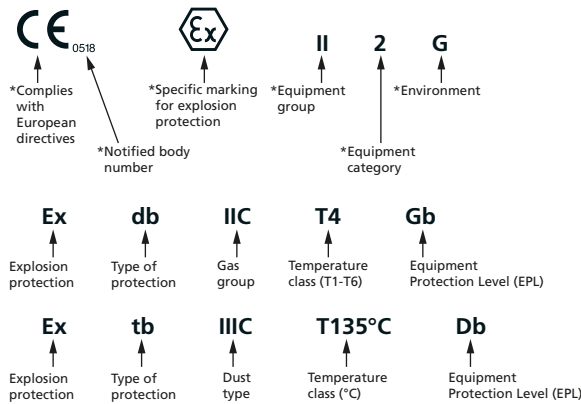 CE 0518 Ex II 2 G
*Complies with European directives
*Notified body number
*Specific marking for explosion protection
*Equipment group
*Equipment category
*Environment
Ex db IIC T4 Gb
Explosion protection
Type of protection
Gas group
Temperature class (T1-T6)
Equipment Protection Level (EPL)
Ex tb IIIC T135°C Db
Explosion protection
Type of protection
Dust type
Temperature class (°C)
Equipment Protection Level (EPL)